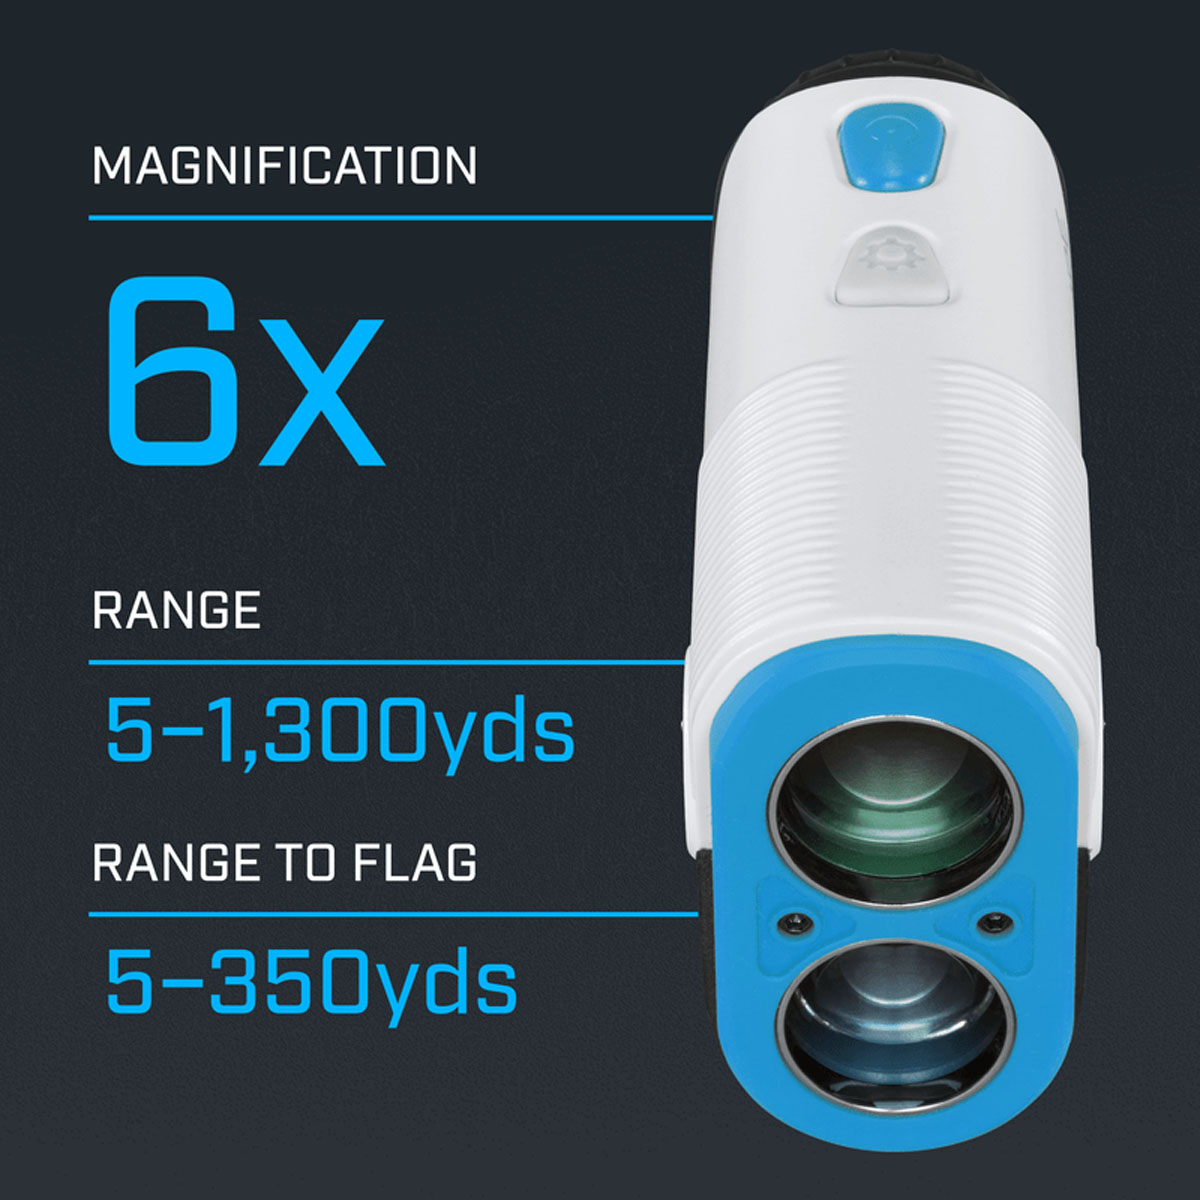 MAGNIFICATION
6x
RANGE
5–1,300yds
RANGE TO FLAG
5–350yds